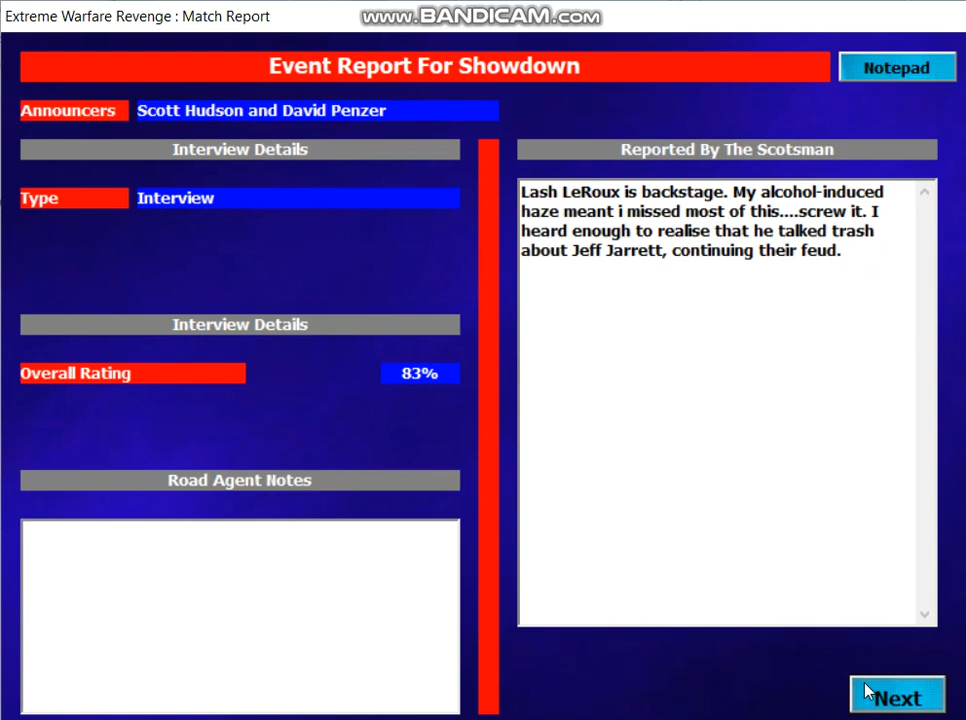 Extreme Warfare Revenge : Match Report
www.BANDICAM.com
Event Report For Showdown
Notepad
Announcers
Scott Hudson and David Penzer
Interview Details
Type
Interview
Interview Details
Overall Rating
83%
Road Agent Notes
Reported By The Scotsman
Lash LeRoux is backstage. My alcohol-induced
haze meant i missed most of this....screw it. I
heard enough to realise that he talked trash
about Jeff Jarrett, continuing their feud.
Next